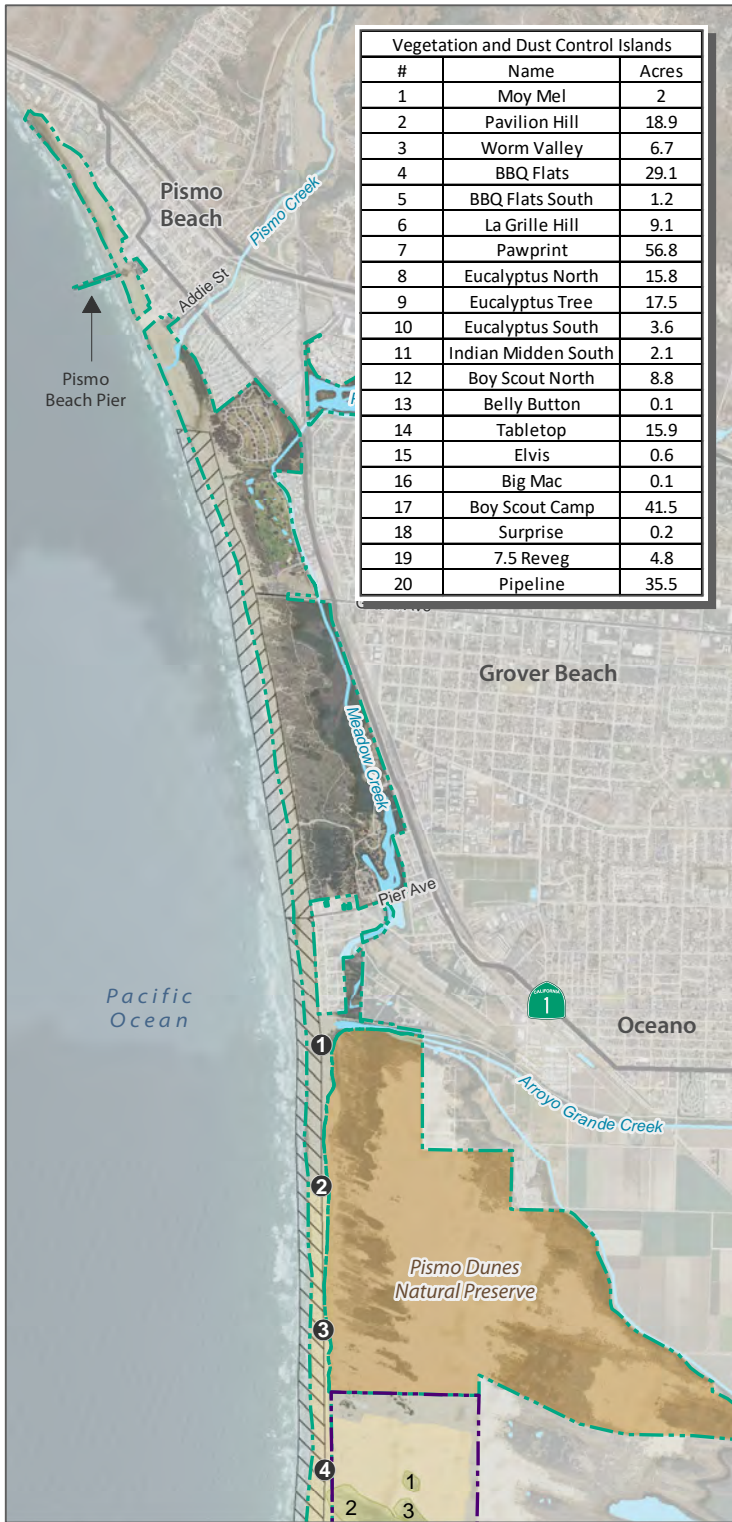 Vegetation and Dust Control Islands
# Name Acres
1 Moy Mel 2
2 Pavilion Hill 18.9
3 Worm Valley 6.7
4 BBQ Flats 29.1
5 BBQ Flats South 1.2
6 La Grille Hill 9.1
7 Pawprint 56.8
8 Eucalyptus North 15.8
9 Eucalyptus Tree 17.5
10 Eucalyptus South 3.6
11 Indian Midden South 2.1
12 Boy Scout North 8.8
13 Belly Button 0.1
14 Tabletop 15.9
15 Elvis 0.6
16 Big Mac 0.1
17 Boy Scout Camp 41.5
18 Surprise 0.2
19 7.5 Reveg 4.8
20 Pipeline 35.5
Pismo
Beach
Pismo Creek
Addie St
Pismo
Beach Pier
Grover Beach
Meadow Creek
Pier Ave
Pacific
Ocean
CALIFORNIA
1
Oceano
1
Arroyo Grande Creek
2
Pismo Dunes
Natural Preserve
3
4
1
2
3